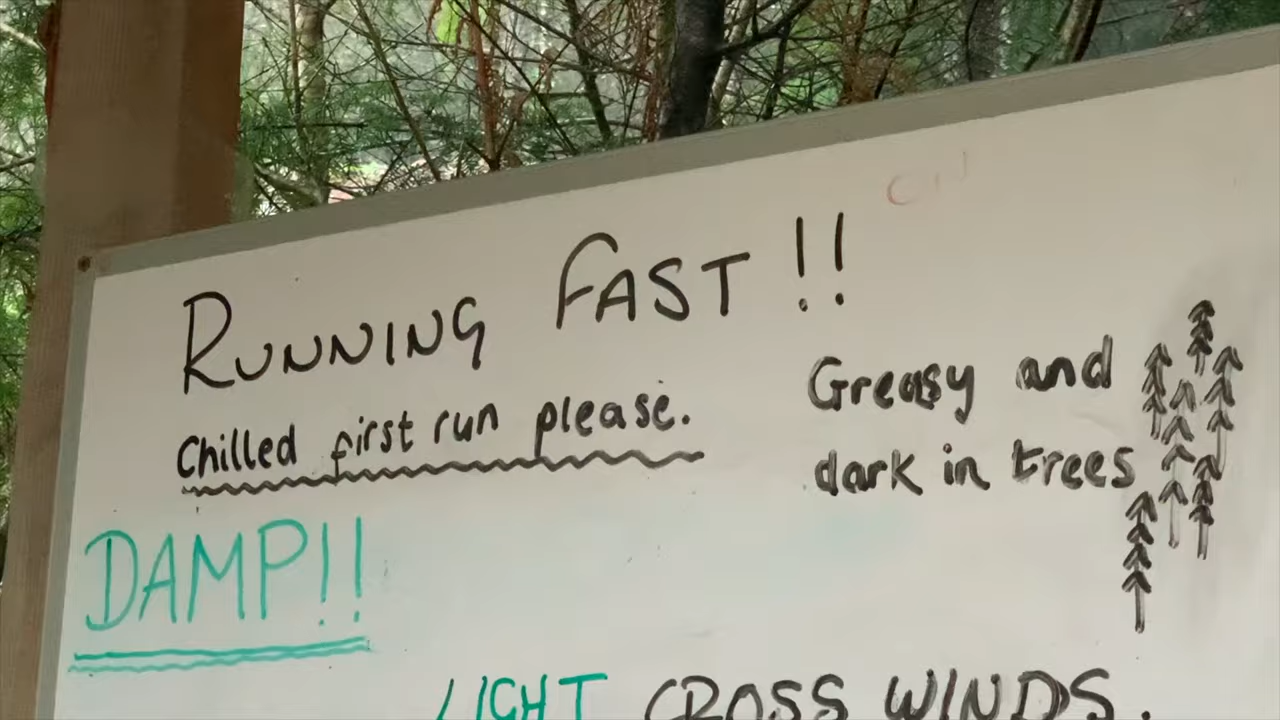 RUNNING FAST!!
Chilled first run please.
Greasy and
dark in trees
DAMP!!
LIGHT CROSS WINDS.